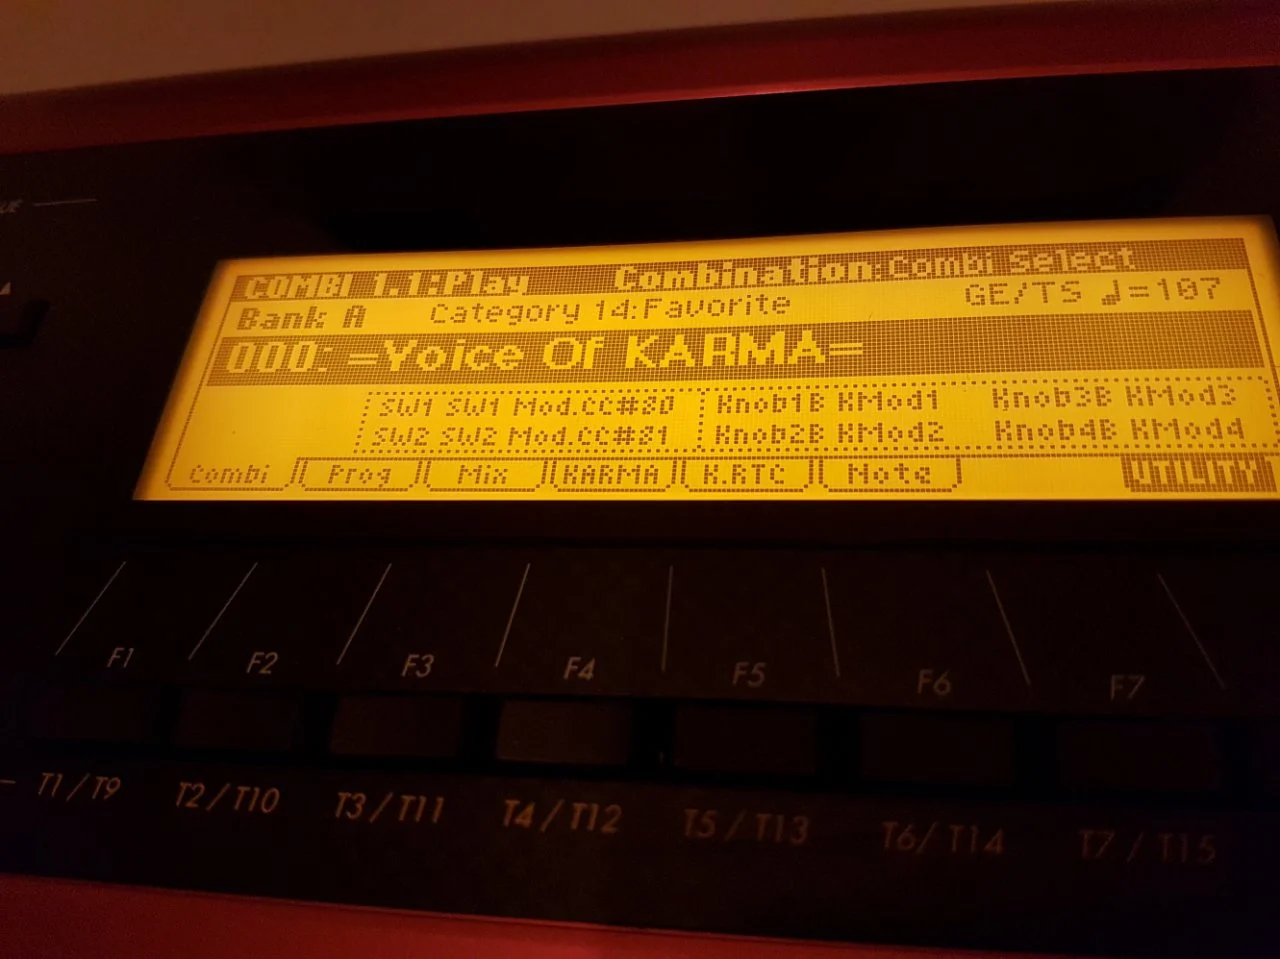 COMBI 1.1:Play Combination:Combi Select
Bank A Category 14:Favorite GE/TS ♩=107
000: =Voice Of KARMA=
SW1 SW1 Mod.CC#80 Knob1B KMod1 Knob3B KMod3
SW2 SW2 Mod.CC#81 Knob2B KMod2 Knob4B KMod4
Combi Prog Mix KARMA K.RTC Note UTILITY
F1 F2 F3 F4 F5 F6 F7
T1 / T9 T2 / T10 T3 / T11 T4 / T12 T5 / T13 T6 / T14 T7 / T15